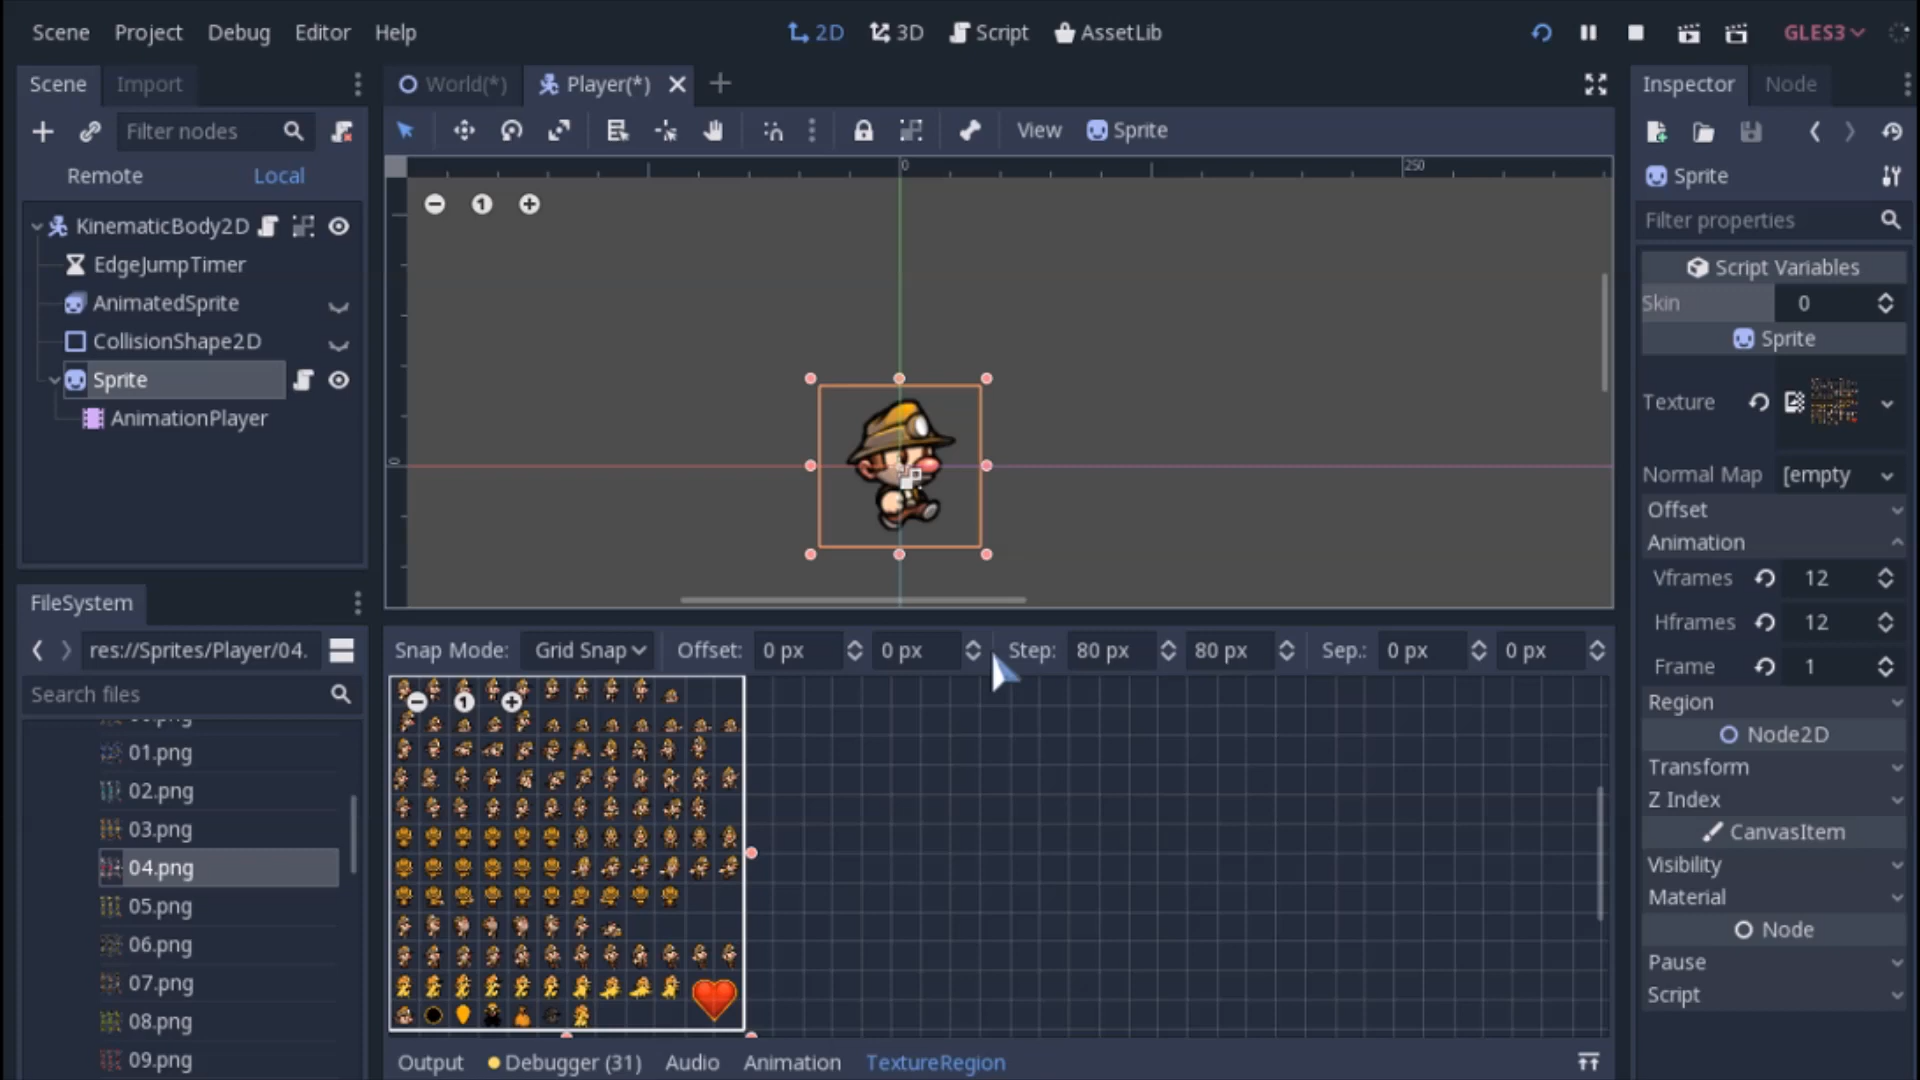 Scene Project Debug Editor Help 2D 3D Script AssetLib GLES3
Scene Import World(*) Player(*) Inspector Node
Filter nodes View Sprite
Remote Local Sprite
0 250
1
Filter properties
KinematicBody2D
EdgeJumpTimer
AnimatedSprite
CollisionShape2D
Sprite
AnimationPlayer
0
Script Variables
Skin 0
Sprite
Texture
Normal Map [empty
Offset
Animation
Vframes 12
Hframes 12
Frame 1
Region
Node2D
Transform
Z Index
CanvasItem
Visibility
Material
Node
Pause
Script
FileSystem
res://Sprites/Player/04.
Search files
01.png
02.png
03.png
04.png
05.png
06.png
07.png
08.png
09.png
Snap Mode: Grid Snap Offset: 0 px 0 px Step: 80 px 80 px Sep.: 0 px 0 px
1
Output Debugger (31) Audio Animation TextureRegion